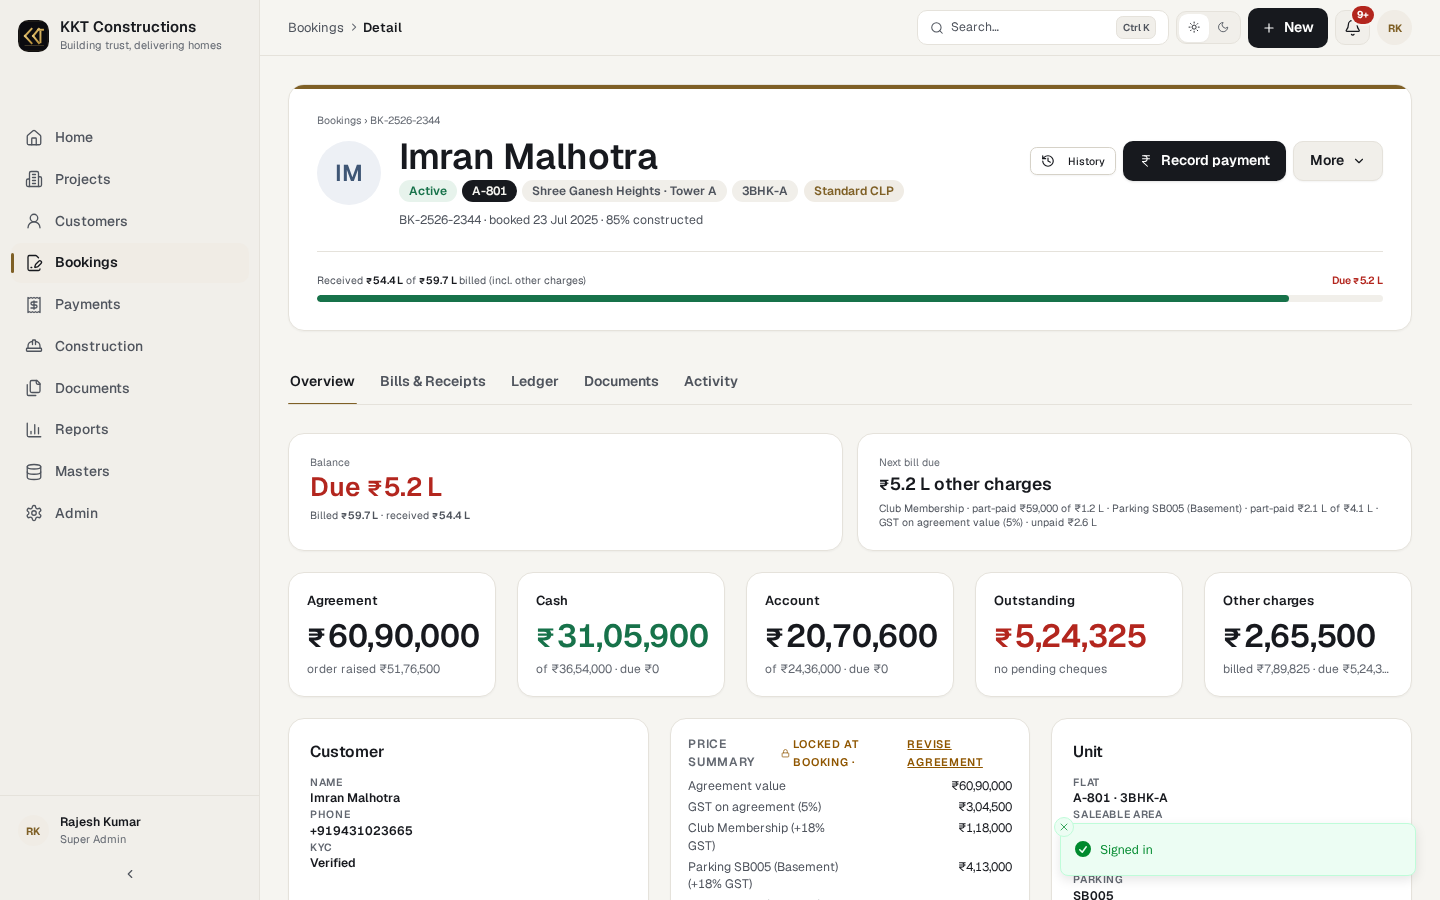 KKT Constructions
Building trust, delivering homes
Home
Projects
Customers
Bookings
Payments
Construction
Documents
Reports
Masters
Admin
RK
Rajesh Kumar
Super Admin
Bookings > Detail
Search...
Ctrl K
+ New
9+
RK
Bookings › BK-2526-2344
IM
Imran Malhotra
Active
A-801
Shree Ganesh Heights · Tower A
3BHK-A
Standard CLP
BK-2526-2344 · booked 23 Jul 2025 · 85% constructed
History
₹ Record payment
More
Received ₹54.4 L of ₹59.7 L billed (incl. other charges)
Due ₹5.2 L
Overview
Bills & Receipts
Ledger
Documents
Activity
Balance
Due ₹5.2 L
Billed ₹59.7 L · received ₹54.4 L
Next bill due
₹5.2 L other charges
Club Membership · part-paid ₹59,000 of ₹1.2 L · Parking SB005 (Basement) · part-paid ₹2.1 L of ₹4.1 L ·
GST on agreement value (5%) · unpaid ₹2.6 L
Agreement
₹60,90,000
order raised ₹51,76,500
Cash
₹31,05,900
of ₹36,54,000 · due ₹0
Account
₹20,70,600
of ₹24,36,000 · due ₹0
Outstanding
₹5,24,325
no pending cheques
Other charges
₹2,65,500
billed ₹7,89,825 · due ₹5,24,3...
Customer
NAME
Imran Malhotra
PHONE
+919431023665
KYC
Verified
PRICE SUMMARY
LOCKED AT BOOKING ·
REVISE AGREEMENT
Agreement value ₹60,90,000
GST on agreement (5%) ₹3,04,500
Club Membership (+18% GST) ₹1,18,000
Parking SB005 (Basement) (+18% GST) ₹4,13,000
Unit
FLAT
A-801 · 3BHK-A
SALEABLE AREA
Signed in
PARKING
SB005